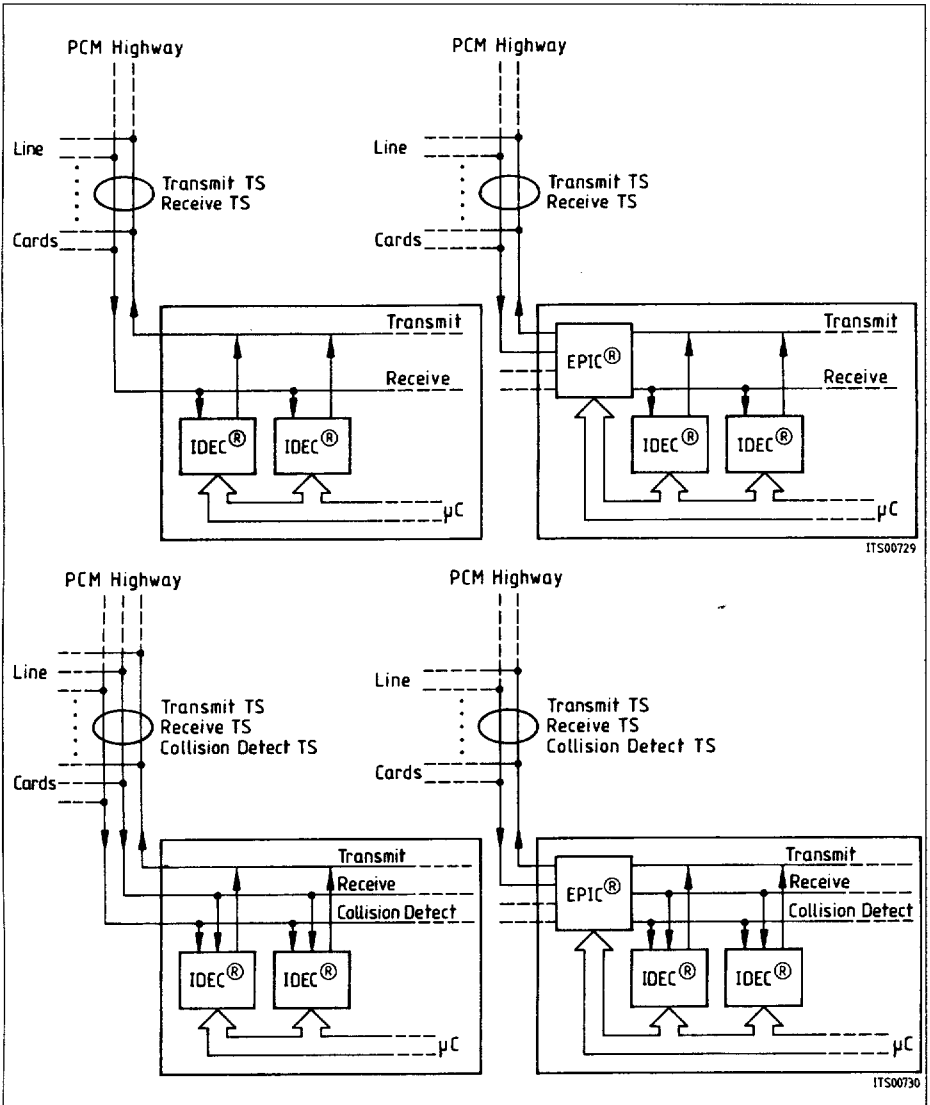 PCM Highway
Line
Cards
Transmit TS
Receive TS
Transmit
Receive
IDEC®
IDEC®
µC
PCM Highway
Line
Cards
Transmit TS
Receive TS
EPIC®
Transmit
Receive
IDEC®
IDEC®
µC
ITS00729
PCM Highway
Line
Cards
Transmit TS
Receive TS
Collision Detect TS
Transmit
Receive
Collision Detect
IDEC®
IDEC®
µC
PCM Highway
Line
Cards
Transmit TS
Receive TS
Collision Detect TS
EPIC®
Transmit
Receive
Collision Detect
IDEC®
IDEC®
µC
ITS00730